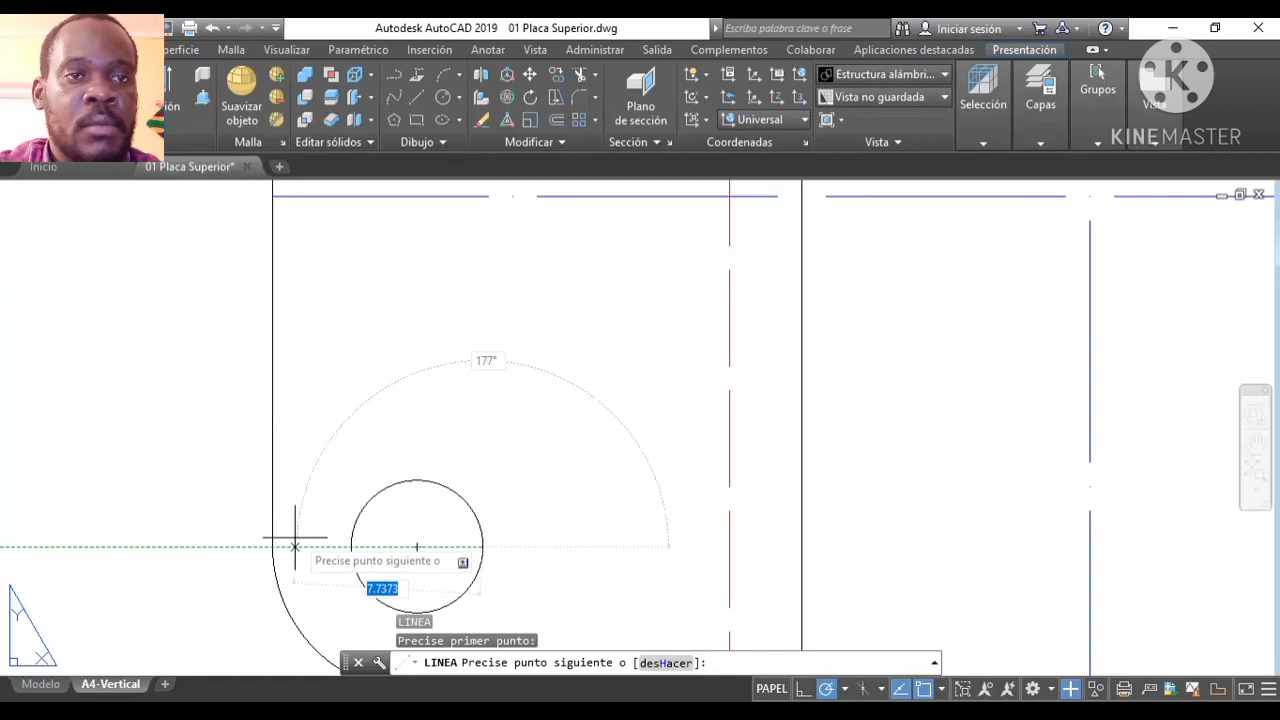 Autodesk AutoCAD 2019 01 Placa Superior.dwg
Escriba palabra clave o frase
Iniciar sesión
Malla Visualizar Paramétrico Inserción Anotar Vista Administrar Salida Complementos Colaborar Aplicaciones destacadas Presentación
Suavizar
objeto
Plano
de sección
Estructura alámbri...
Vista no guardada
Universal
Selección
Capas
Grupos
Vista
K
KINEMASTER
Malla Editar sólidos Dibujo Modificar Sección Coordenadas Vista
Inicio
01 Placa Superior*
177°
Precise punto siguiente o
7.7373
LINEA
Precise primer punto:
Y
X
LINEA Precise punto siguiente o [desHacer]:
Modelo A4-Vertical
PAPEL